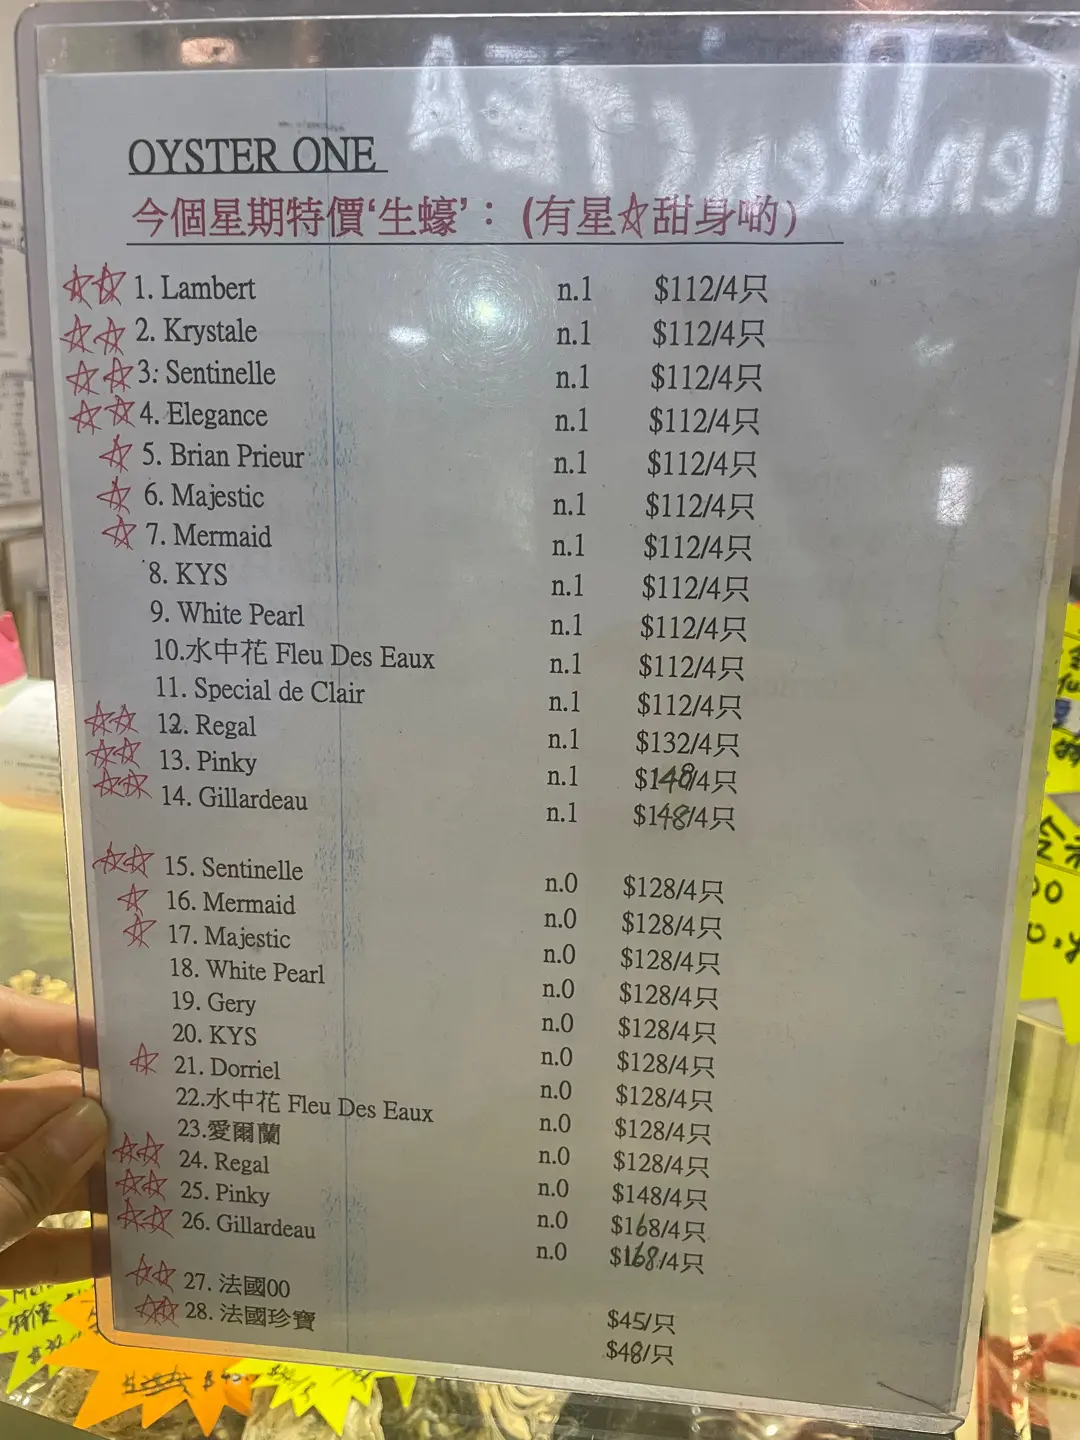 OYSTER ONE
今個星期特價‘生蠔’： (有星☆甜身啲)
☆☆ 1. Lambert n.1 $112/4只
☆☆ 2. Krystale n.1 $112/4只
☆☆ 3: Sentinelle n.1 $112/4只
☆☆ 4. Elegance n.1 $112/4只
☆ 5. Brian Prieur n.1 $112/4只
☆ 6. Majestic n.1 $112/4只
☆ 7. Mermaid n.1 $112/4只
8. KYS n.1 $112/4只
9. White Pearl n.1 $112/4只
10.水中花 Fleu Des Eaux n.1 $112/4只
11. Special de Clair n.1 $112/4只
☆☆ 12. Regal n.1 $132/4只
☆☆ 13. Pinky n.1 $148/4只
☆☆ 14. Gillardeau n.1 $148/4只
☆☆ 15. Sentinelle n.0 $128/4只
☆ 16. Mermaid n.0 $128/4只
☆ 17. Majestic n.0 $128/4只
18. White Pearl n.0 $128/4只
19. Gery n.0 $128/4只
20. KYS n.0 $128/4只
☆ 21. Dorriel n.0 $128/4只
22.水中花 Fleu Des Eaux n.0 $128/4只
23.愛爾蘭 n.0 $128/4只
☆☆ 24. Regal n.0 $148/4只
☆☆ 25. Pinky n.0 $168/4只
☆☆ 26. Gillardeau n.0 $168/4只
☆☆ 27. 法國00 $45/只
☆☆ 28. 法國珍寶 $48/只
特價